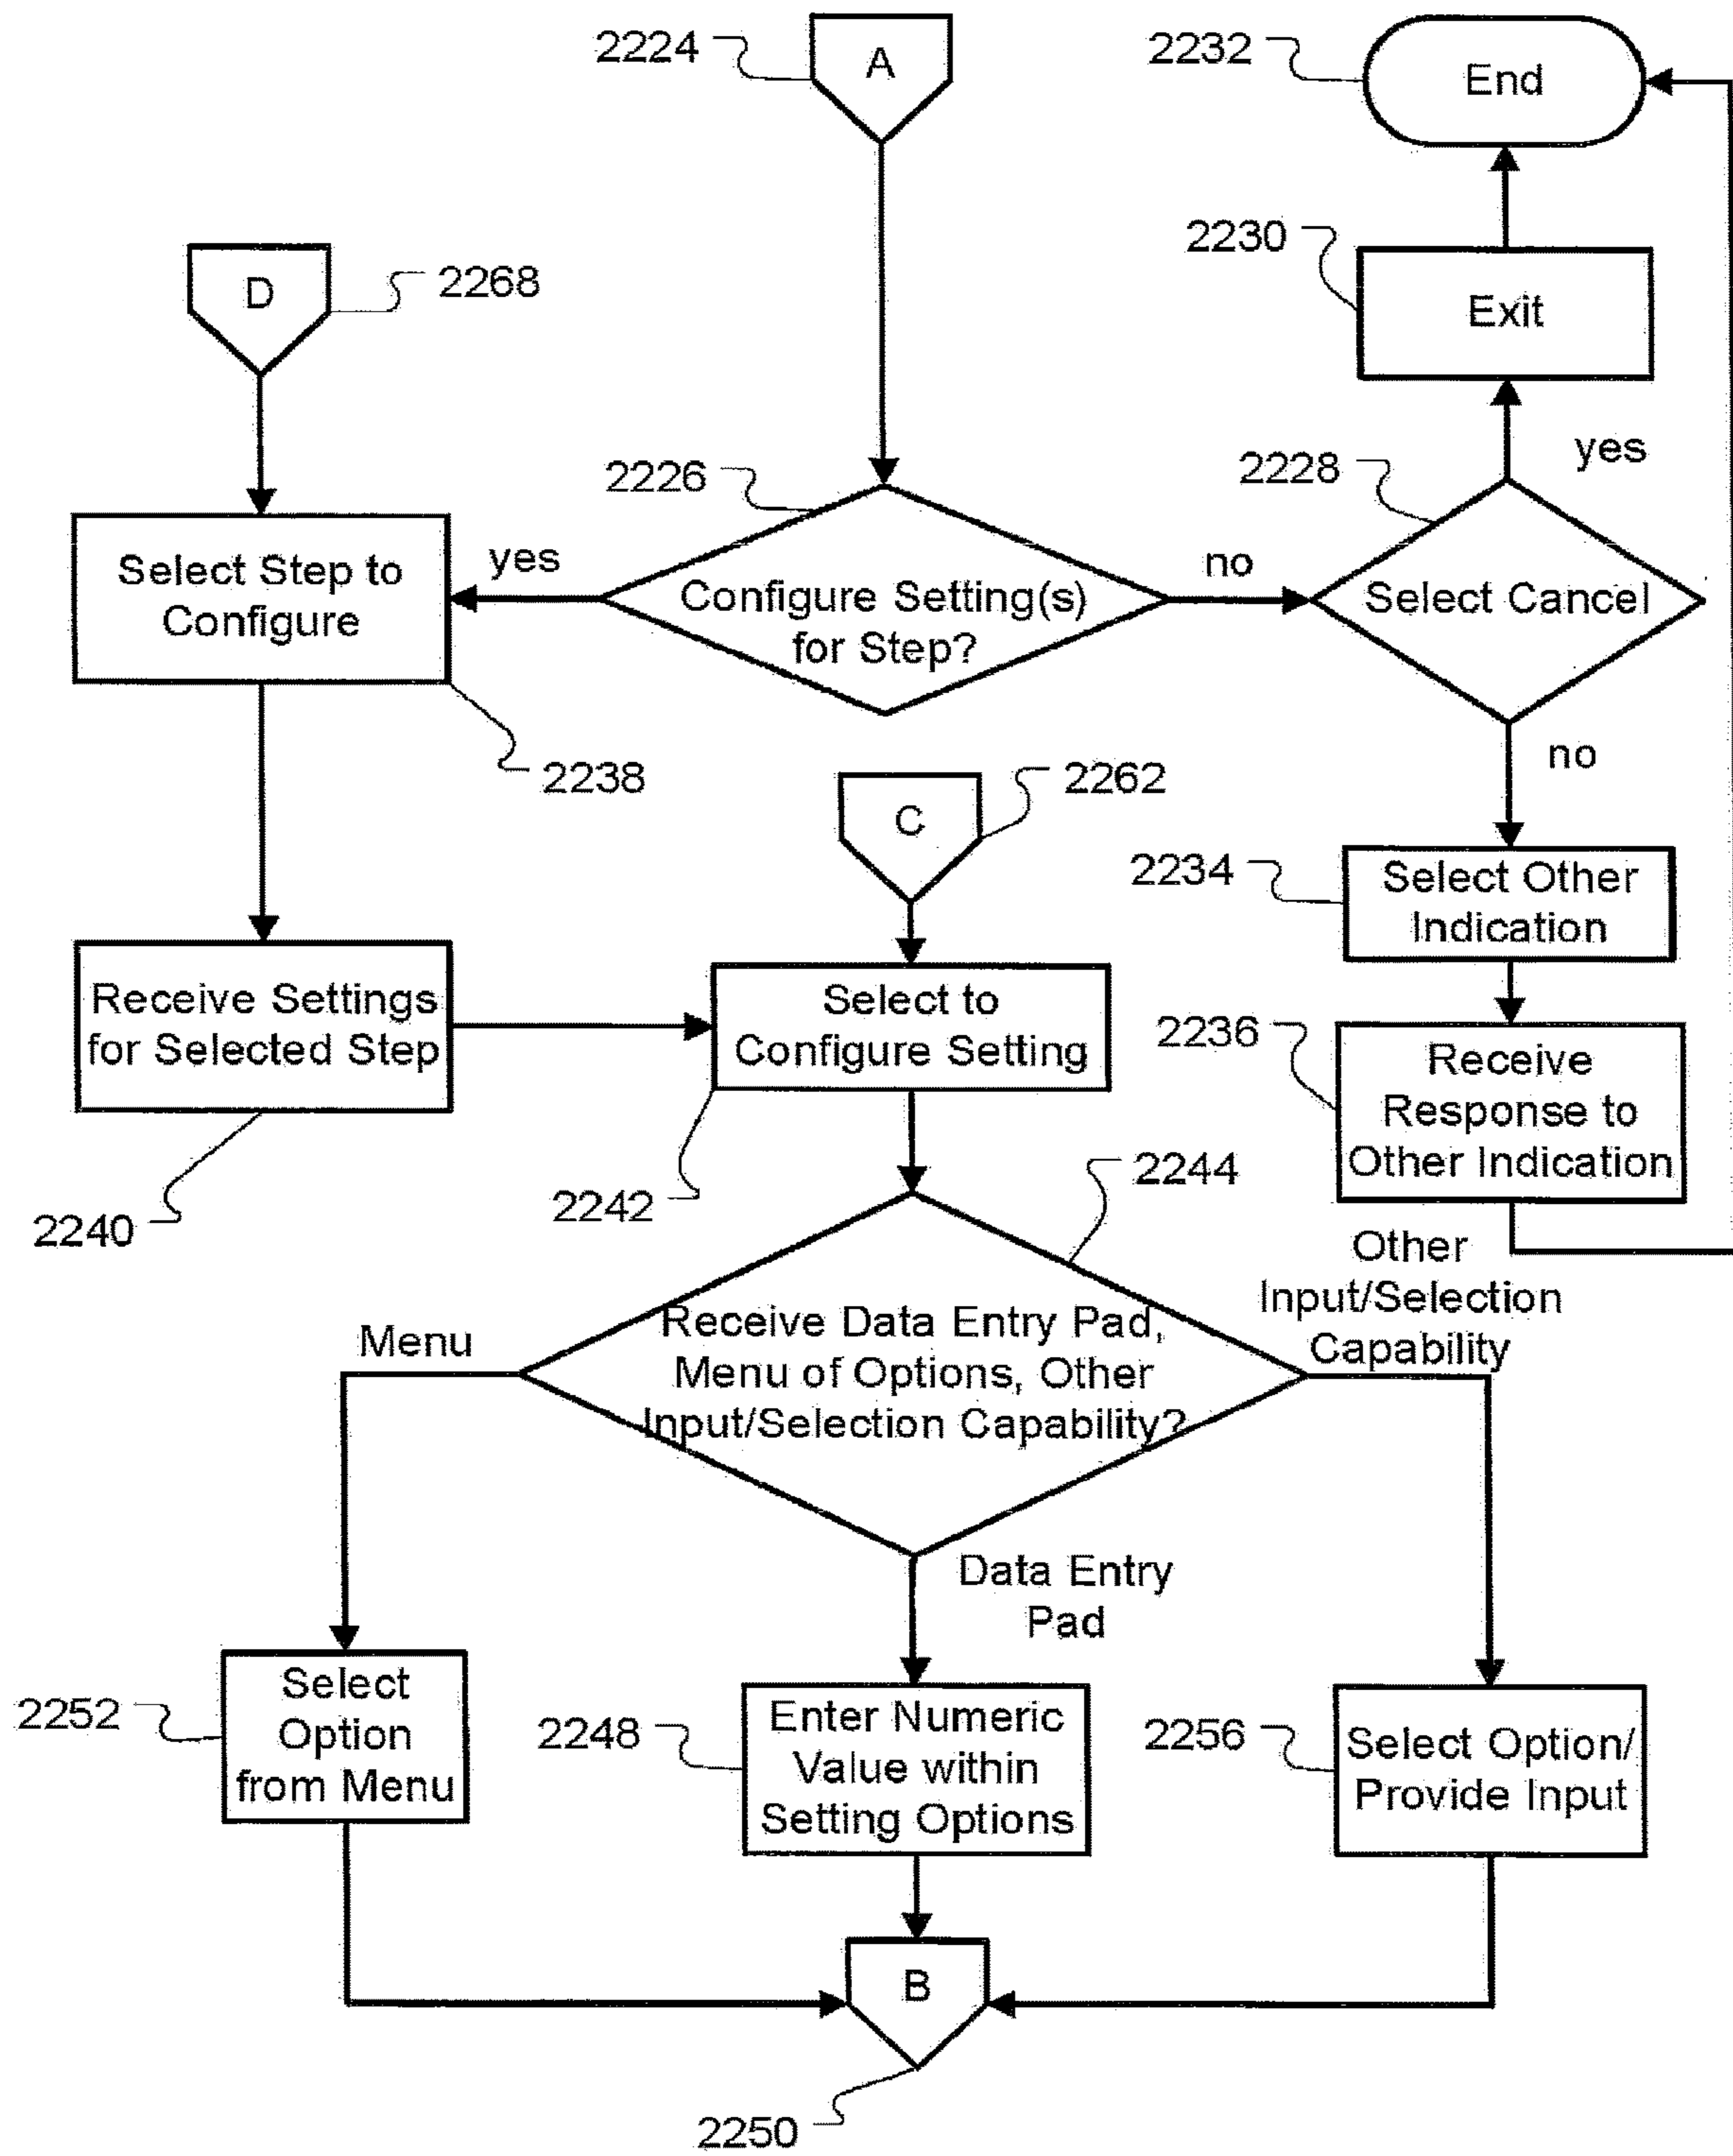 2224
A
2232
End
2230
Exit
D
2268
2226
yes
2228
Select Step to
Configure
yes
Configure Setting(s)
for Step?
no
Select Cancel
2238
no
C
2262
2234
Select Other
Indication
Receive Settings
for Selected Step
Select to
Configure Setting
2236
Receive
Response to
Other Indication
2240
2242
2244
Other
Input/Selection
Capability
Menu
Receive Data Entry Pad,
Menu of Options, Other
Input/Selection Capability?
Data Entry
Pad
2252
Select
Option
from Menu
2248
Enter Numeric
Value within
Setting Options
2256
Select Option/
Provide Input
B
2250